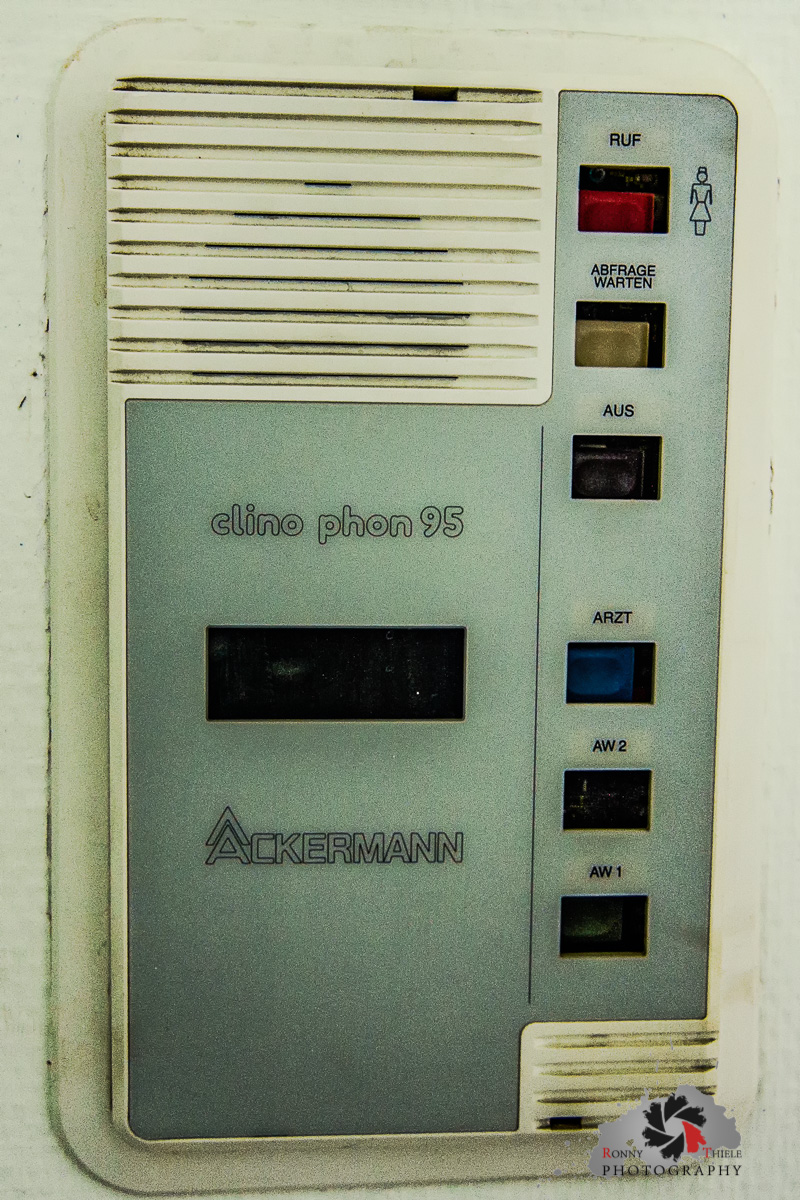 RUF
ABFRAGE
WARTEN
AUS
clino phon 95
ARZT
AW 2
ACKERMANN
AW 1
RONNY THIELE
PHOTOGRAPHY